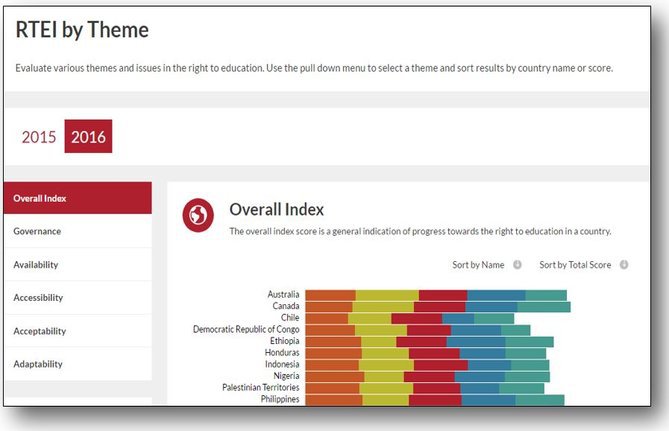 RTEI by Theme
Evaluate various themes and issues in the right to education. Use the pull down menu to select a theme and sort results by country name or score.
2015 2016
Overall Index
Governance
Availability
Accessibility
Acceptability
Adaptability
Overall Index
The overall index score is a general indication of progress towards the right to education in a country.
Sort by Name Sort by Total Score
Australia
Canada
Chile
Democratic Republic of Congo
Ethiopia
Honduras
Indonesia
Nigeria
Palestinian Territories
Philippines